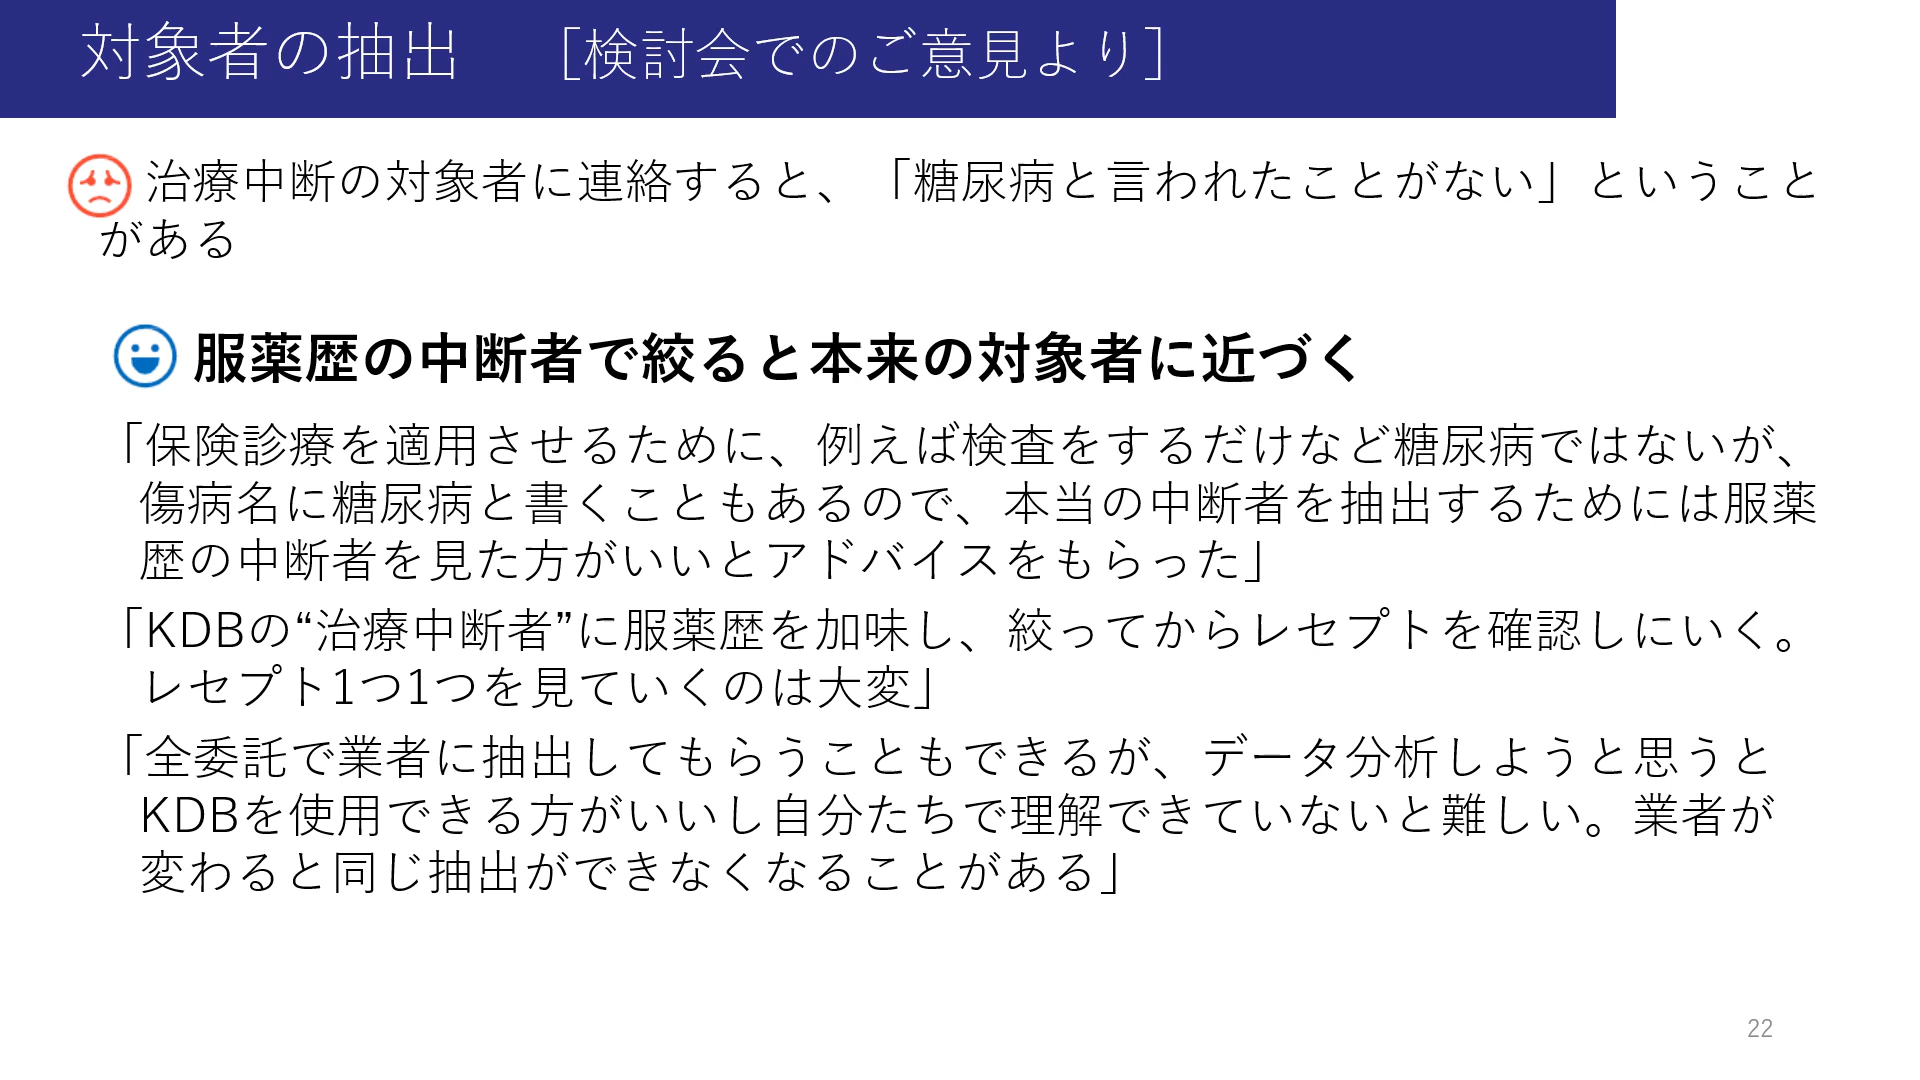 対象者の抽出　［検討会でのご意見より］
治療中断の対象者に連絡すると、「糖尿病と言われたことがない」ということ
がある
服薬歴の中断者で絞ると本来の対象者に近づく
「保険診療を適用させるために、例えば検査をするだけなど糖尿病ではないが、
傷病名に糖尿病と書くこともあるので、本当の中断者を抽出するためには服薬
歴の中断者を見た方がいいとアドバイスをもらった」
「KDBの“治療中断者”に服薬歴を加味し、絞ってからレセプトを確認しにいく。
レセプト1つ1つを見ていくのは大変」
「全委託で業者に抽出してもらうこともできるが、データ分析しようと思うと
KDBを使用できる方がいいし自分たちで理解できていないと難しい。業者が
変わると同じ抽出ができなくなることがある」
22